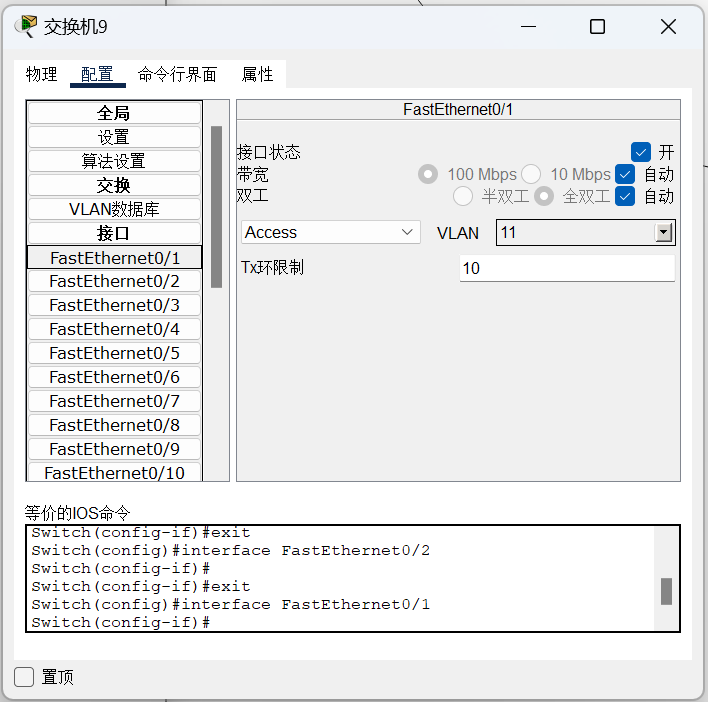 交换机9
物理 配置 命令行界面 属性
全局
设置
算法设置
交换
VLAN数据库
接口
FastEthernet0/1
FastEthernet0/2
FastEthernet0/3
FastEthernet0/4
FastEthernet0/5
FastEthernet0/6
FastEthernet0/7
FastEthernet0/8
FastEthernet0/9
FastEthernet0/10
FastEthernet0/1
接口状态 开
带宽 100 Mbps 10 Mbps 自动
双工 半双工 全双工 自动
Access VLAN 11
Tx环限制 10
等价的IOS命令
Switch(config-if)#exit
Switch(config)#interface FastEthernet0/2
Switch(config-if)#
Switch(config-if)#exit
Switch(config)#interface FastEthernet0/1
Switch(config-if)#
置顶